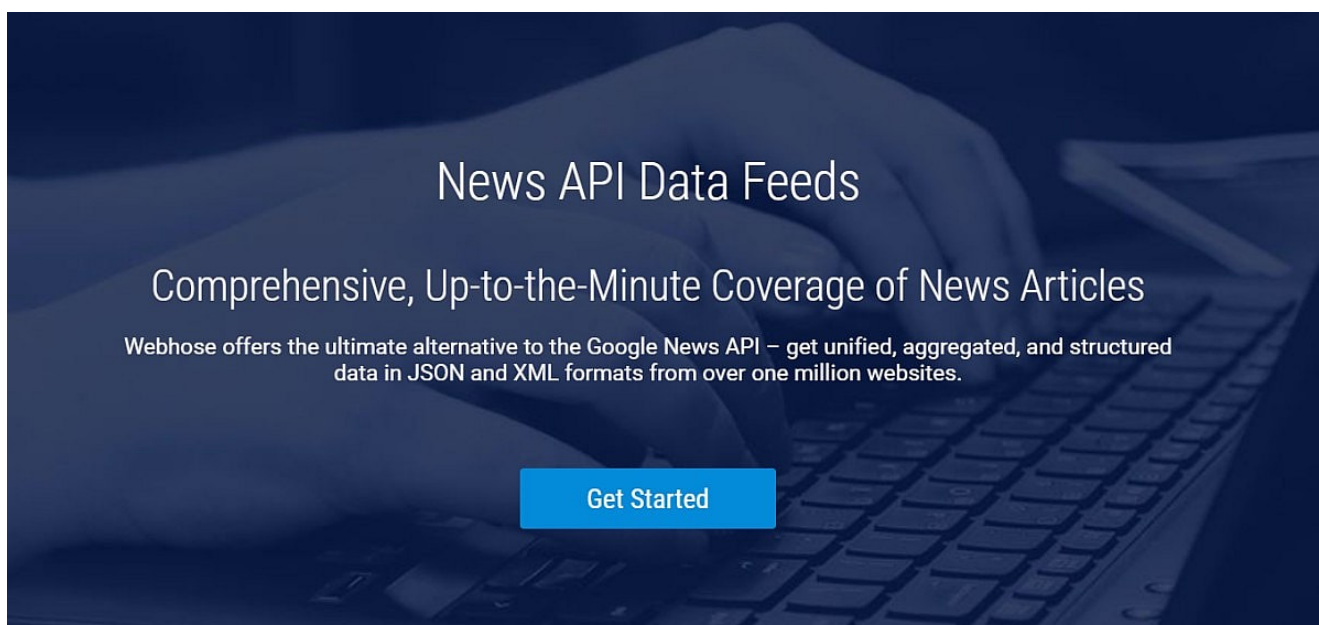 News API Data Feeds
Comprehensive, Up-to-the-Minute Coverage of News Articles
Webhose offers the ultimate alternative to the Google News API – get unified, aggregated, and structured
data in JSON and XML formats from over one million websites.
Get Started